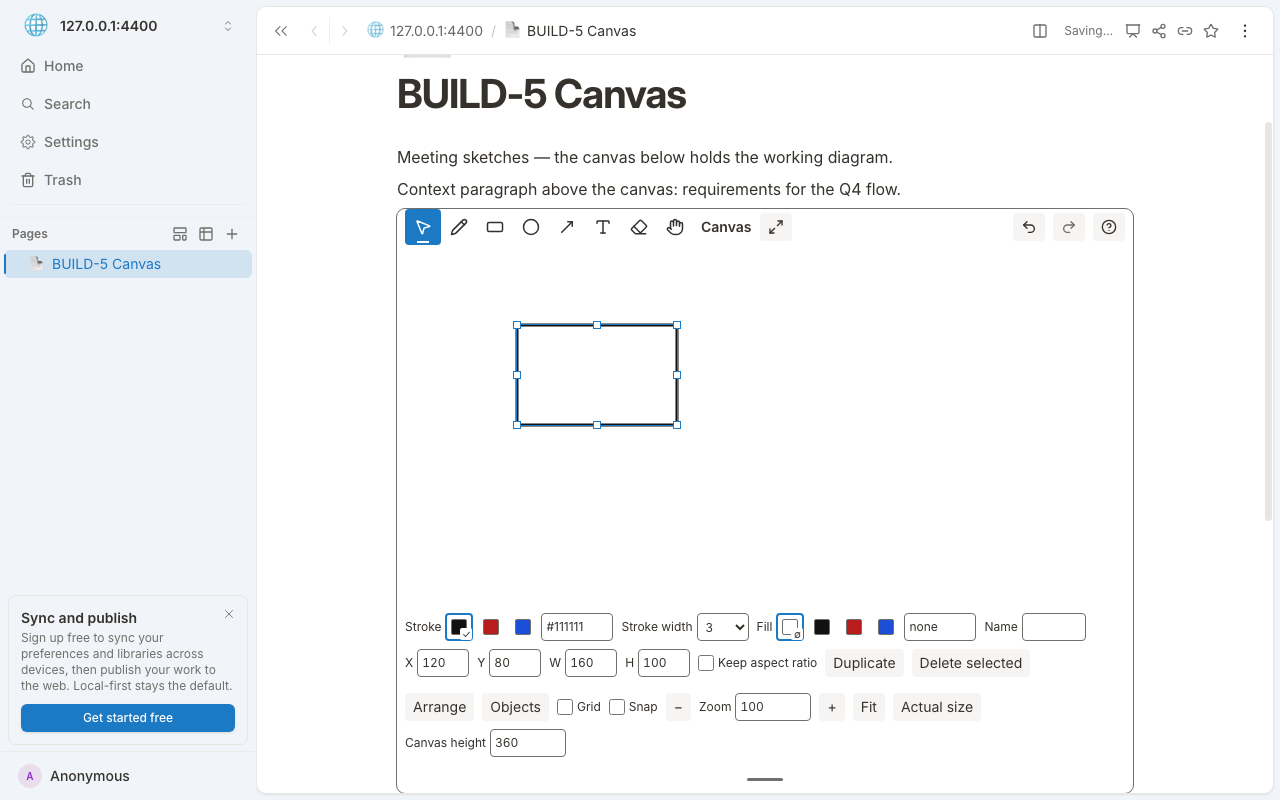 127.0.0.1:4400
127.0.0.1:4400 / BUILD-5 Canvas
Saving...
Home
Search
Settings
Trash
Pages
BUILD-5 Canvas
BUILD-5 Canvas
Meeting sketches — the canvas below holds the working diagram.
Context paragraph above the canvas: requirements for the Q4 flow.
Canvas
Stroke #111111 Stroke width 3 Fill none Name
X 120 Y 80 W 160 H 100 Keep aspect ratio Duplicate Delete selected
Arrange Objects Grid Snap − Zoom 100 + Fit Actual size
Canvas height 360
Sync and publish
Sign up free to sync your
preferences and libraries across
devices, then publish your work to
the web. Local-first stays the default.
Get started free
A Anonymous